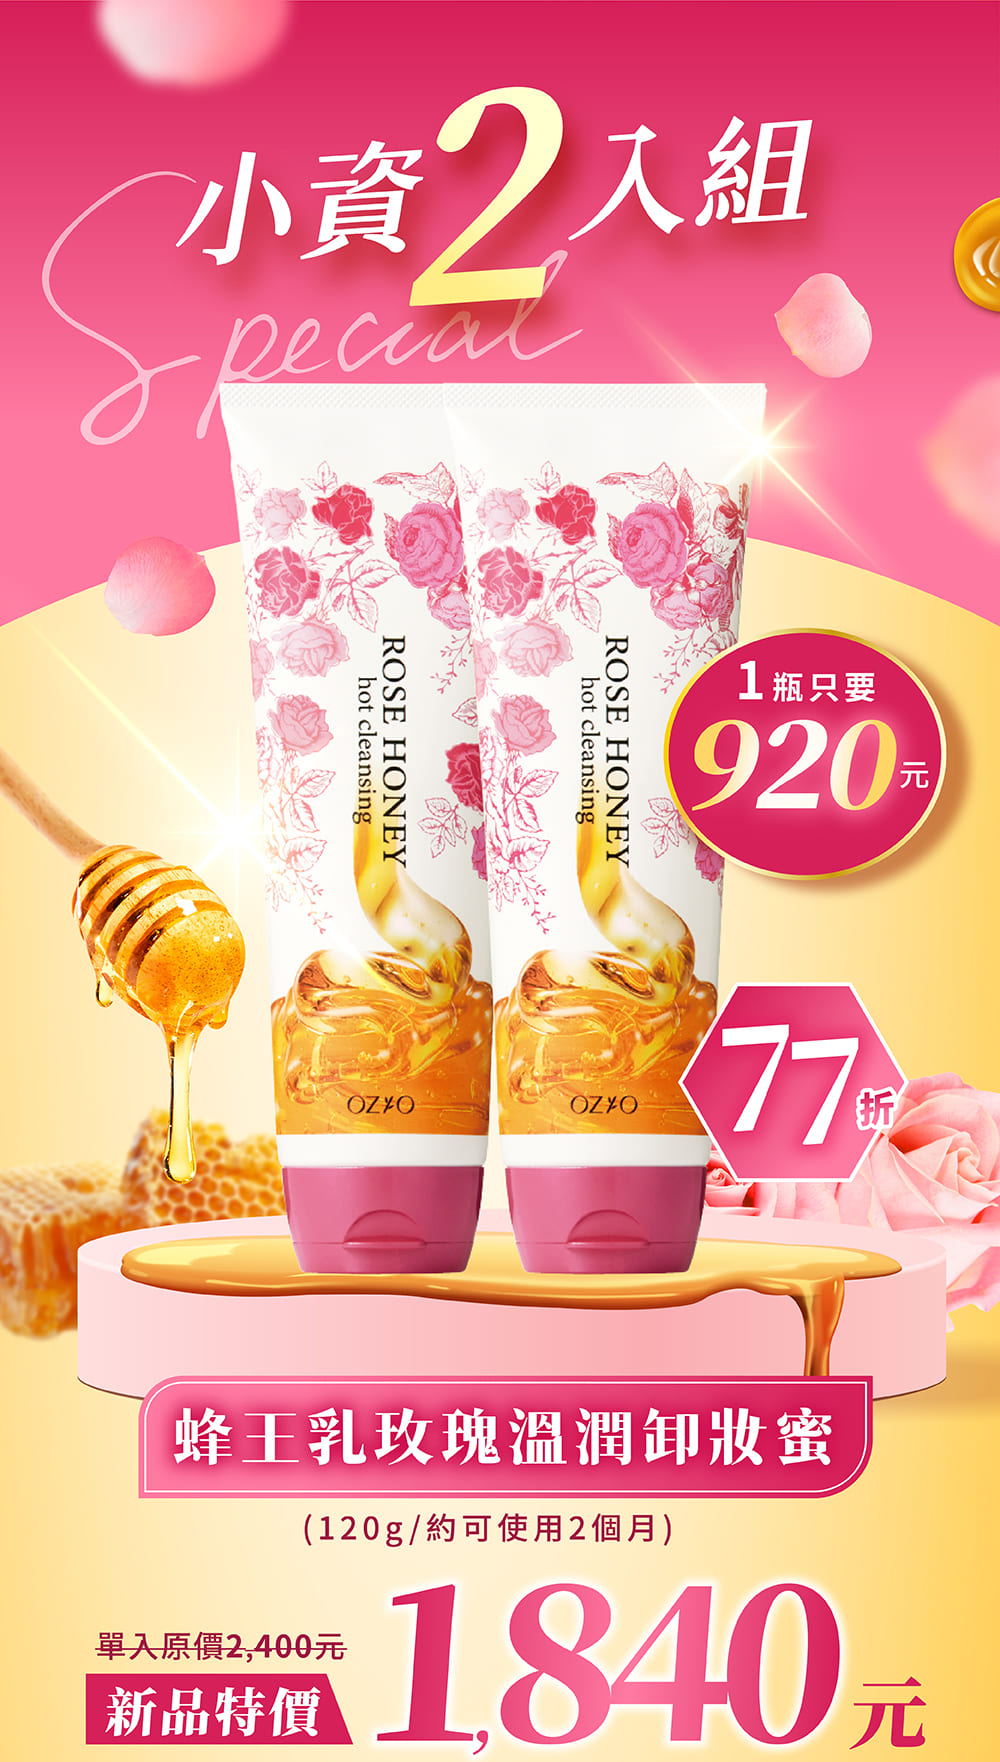 小資2入組
Special
ROSE HONEY
hot cleansing
OZIO
ROSE HONEY
hot cleansing
OZIO
1瓶只要
920元
77折
蜂王乳玫瑰溫潤卸妝蜜
(120g/約可使用2個月)
單入原價2,400元
新品特價
1,840元